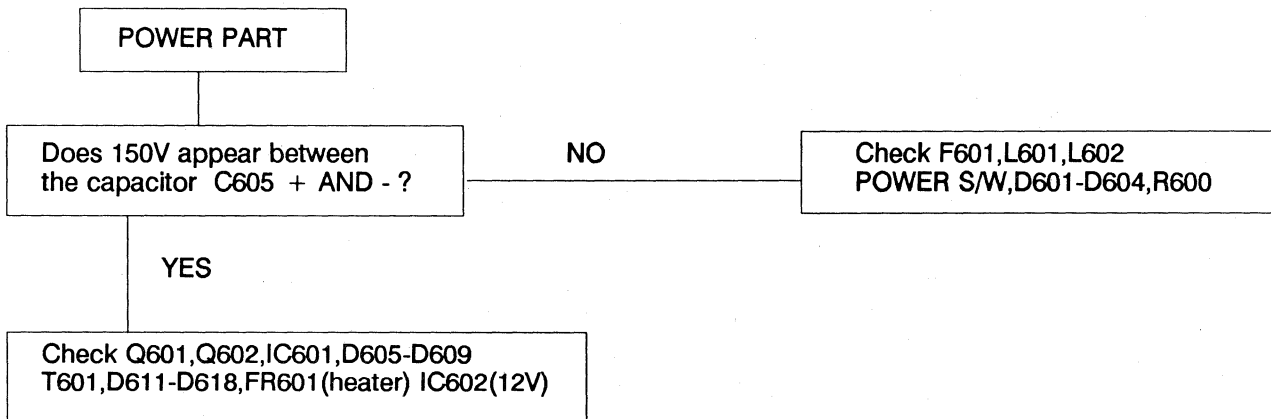 POWER PART
Does 150V appear between
the capacitor C605 + AND - ?
NO
Check F601,L601,L602
POWER S/W,D601-D604,R600
YES
Check Q601,Q602,IC601,D605-D609
T601,D611-D618,FR601(heater) IC602(12V)